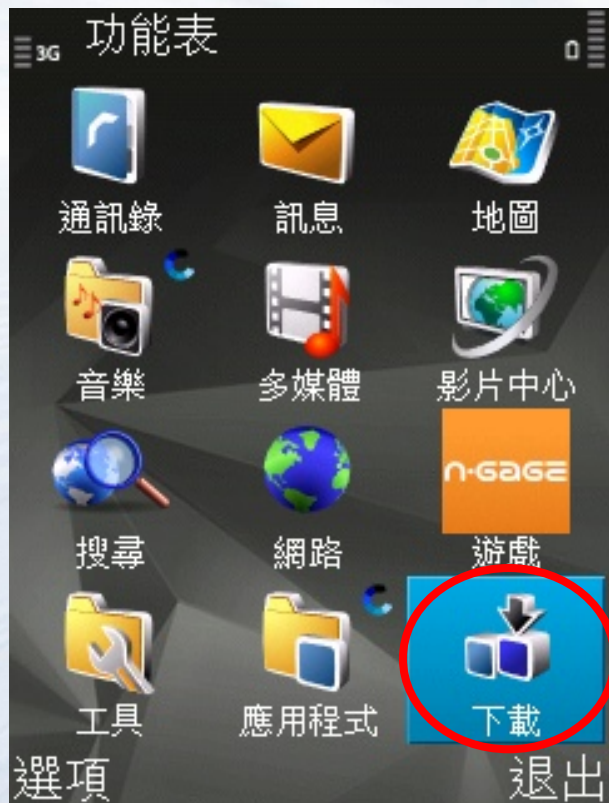 3G 功能表
通訊錄 訊息 地圖
音樂 多媒體 影片中心
n·gage
搜尋 網路 遊戲
工具 應用程式 下載
選項 退出